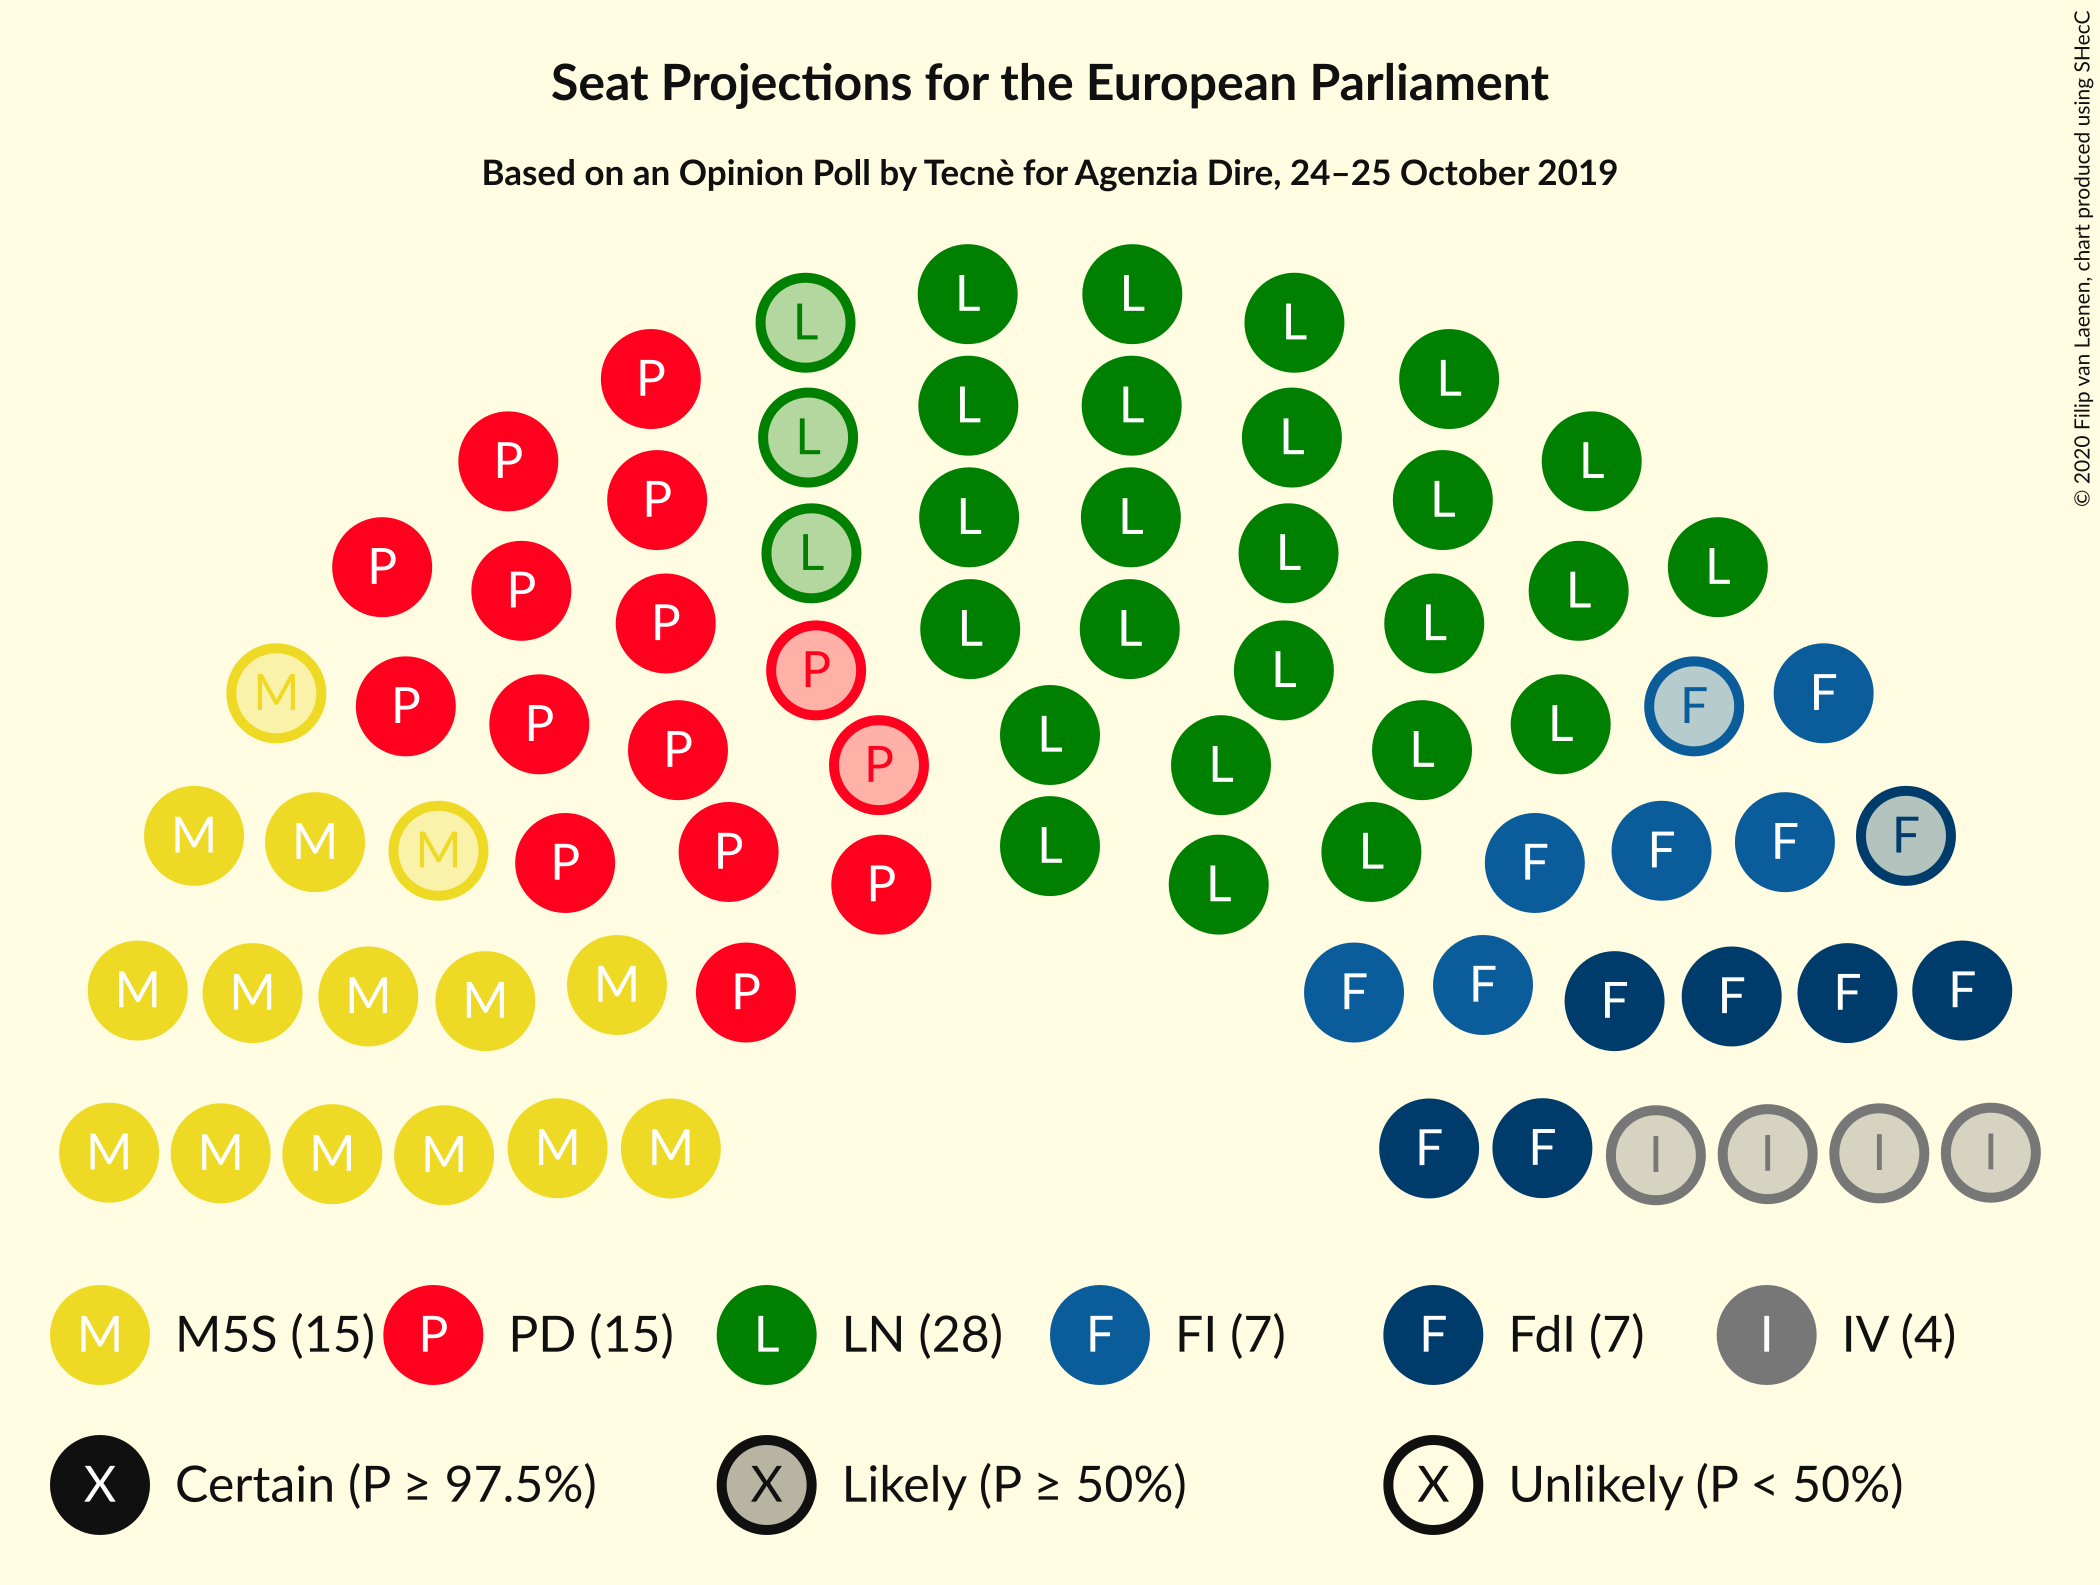 Seat Projections for the European Parliament
Based on an Opinion Poll by Tecnè for Agenzia Dire, 24–25 October 2019
© 2020 Filip van Laenen, chart produced using SHecC
L L L L
P L L P
L L L L
P L L P
P L L L P P L L
P L L P L L
M P P P P L L L F F
L L P L
M M M P P P L L L F F F F
M M M M M P F F F F F F
M M M M M M F F I I I I
M M5S (15) P PD (15) L LN (28) F FI (7) F FdI (7) I IV (4)
X Certain (P ≥ 97.5%) X Likely (P ≥ 50%) X Unlikely (P < 50%)